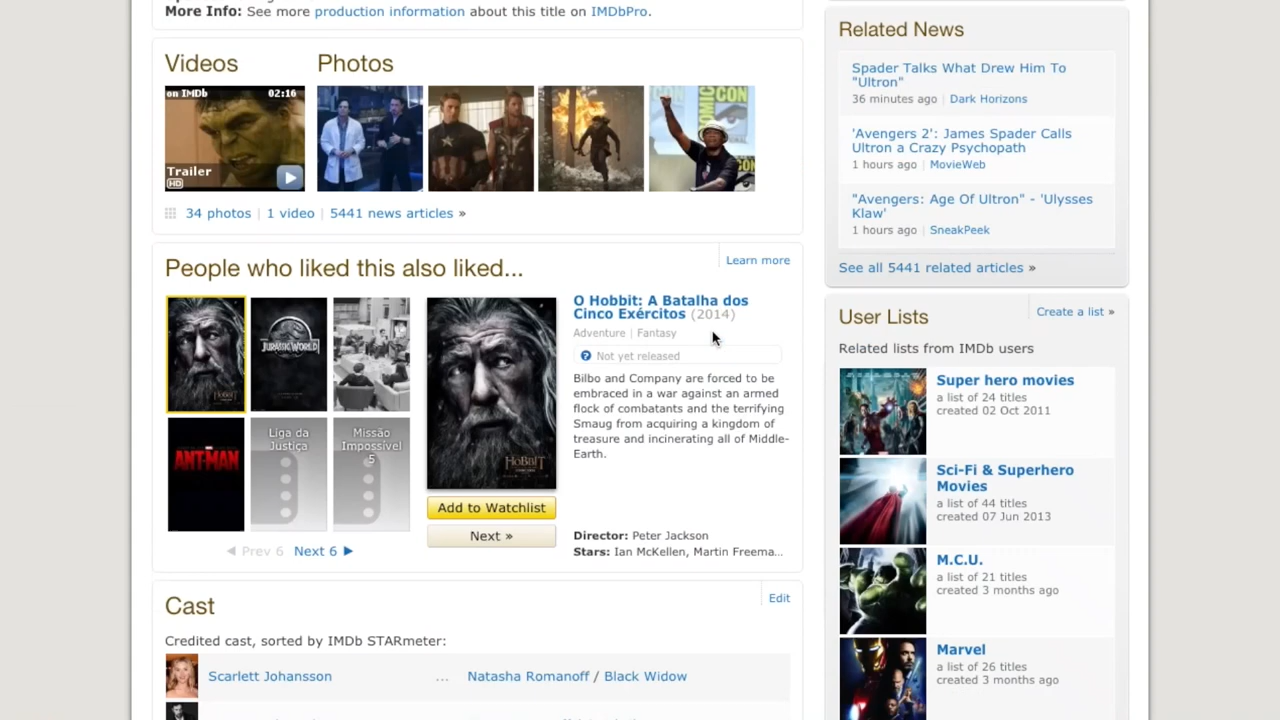 More Info: See more production information about this title on IMDbPro.
Videos
Photos
on IMDb 02:16
Trailer
HD
34 photos | 1 video | 5441 news articles »
People who liked this also liked...
Learn more
JURASSIC WORLD
ANT-MAN
Liga da
Justiça
Missão
Impossível
5
◀ Prev 6 Next 6 ▶
HOBBIT
Add to Watchlist
Next »
O Hobbit: A Batalha dos
Cinco Exércitos (2014)
Adventure | Fantasy
? Not yet released
Bilbo and Company are forced to be
embraced in a war against an armed
flock of combatants and the terrifying
Smaug from acquiring a kingdom of
treasure and incinerating all of Middle-
Earth.
Director: Peter Jackson
Stars: Ian McKellen, Martin Freema...
Cast
Edit
Credited cast, sorted by IMDb STARmeter:
Scarlett Johansson ... Natasha Romanoff / Black Widow
Related News
Spader Talks What Drew Him To
"Ultron"
36 minutes ago | Dark Horizons
'Avengers 2': James Spader Calls
Ultron a Crazy Psychopath
1 hours ago | MovieWeb
"Avengers: Age Of Ultron" - 'Ulysses
Klaw'
1 hours ago | SneakPeek
See all 5441 related articles »
User Lists
Create a list »
Related lists from IMDb users
Super hero movies
a list of 24 titles
created 02 Oct 2011
Sci-Fi & Superhero
Movies
a list of 44 titles
created 07 Jun 2013
M.C.U.
a list of 21 titles
created 3 months ago
Marvel
a list of 26 titles
created 3 months ago